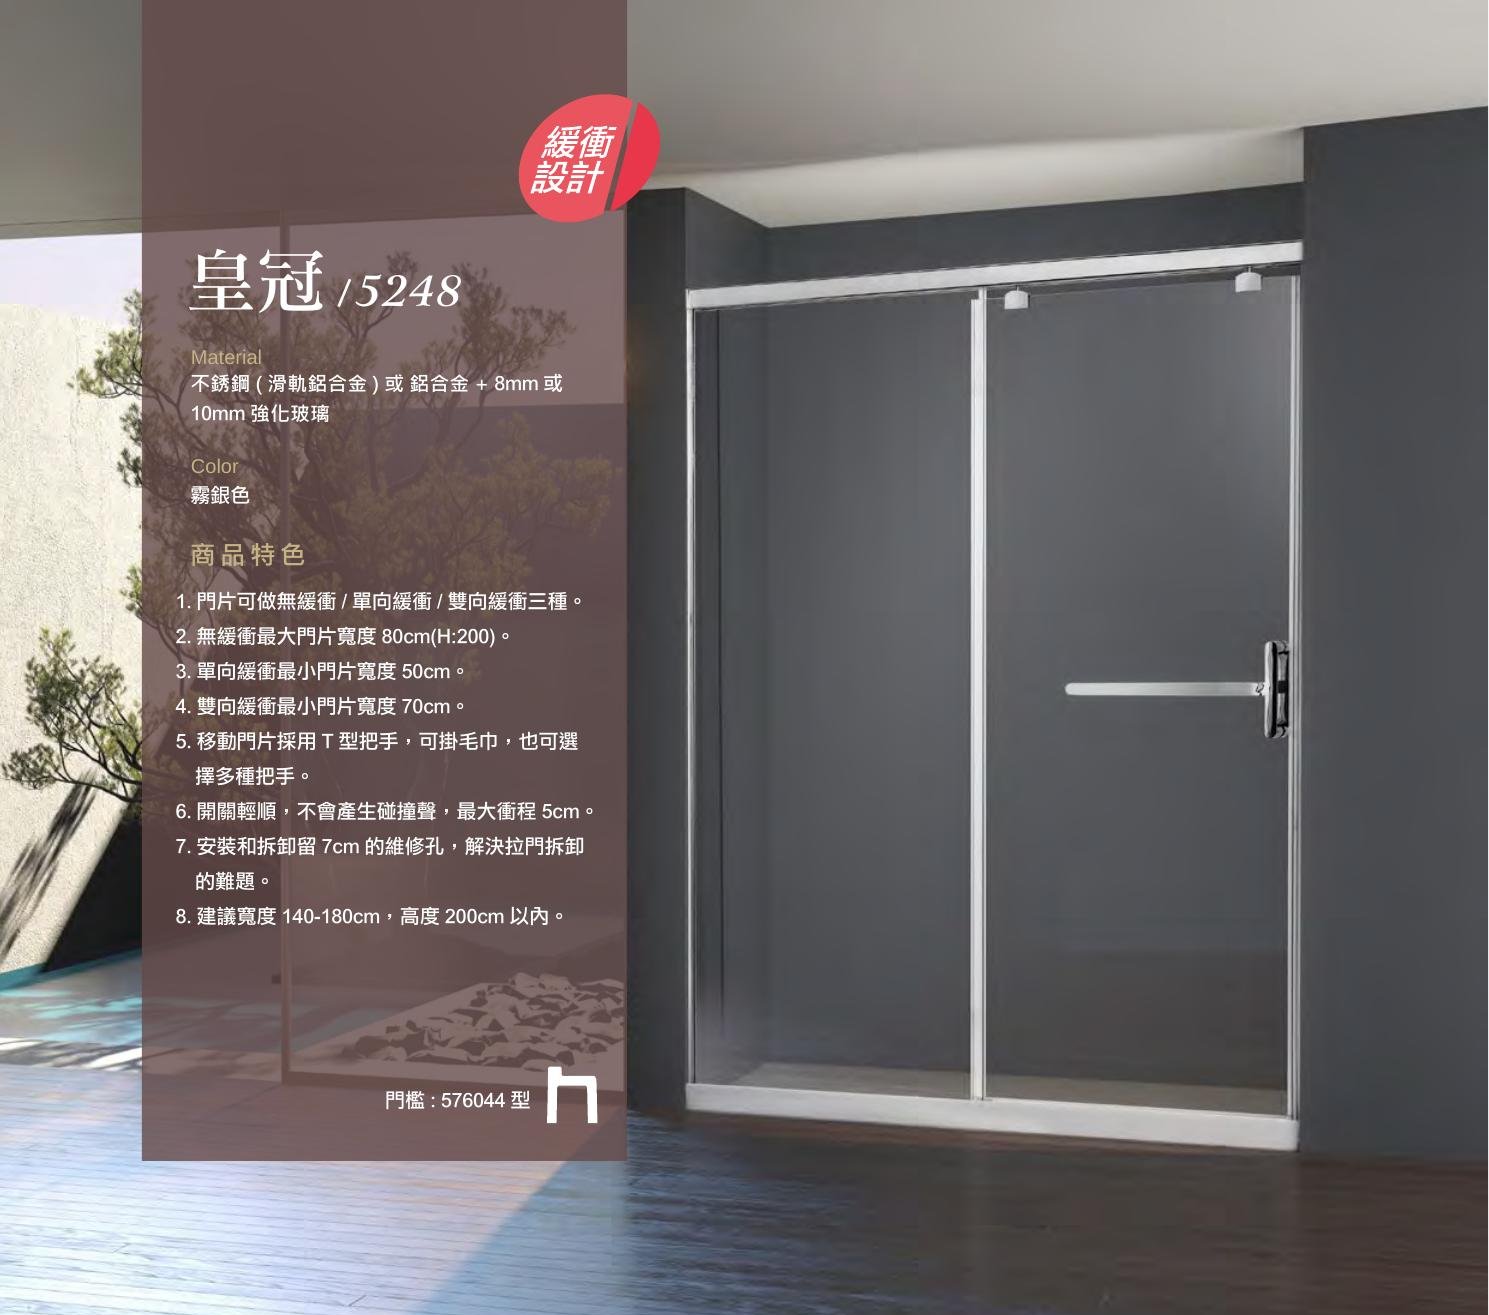 緩衝
設計
皇冠 /5248
Material
不銹鋼 ( 滑軌鋁合金 ) 或 鋁合金 + 8mm 或
10mm 強化玻璃
Color
霧銀色
商品特色
1. 門片可做無緩衝 / 單向緩衝 / 雙向緩衝三種。
2. 無緩衝最大門片寬度 80cm(H:200)。
3. 單向緩衝最小門片寬度 50cm。
4. 雙向緩衝最小門片寬度 70cm。
5. 移動門片採用 T 型把手，可掛毛巾，也可選
擇多種把手。
6. 開關輕順，不會產生碰撞聲，最大衝程 5cm。
7. 安裝和拆卸留 7cm 的維修孔，解決拉門拆卸
的難題。
8. 建議寬度 140-180cm，高度 200cm 以內。
門檻 : 576044 型